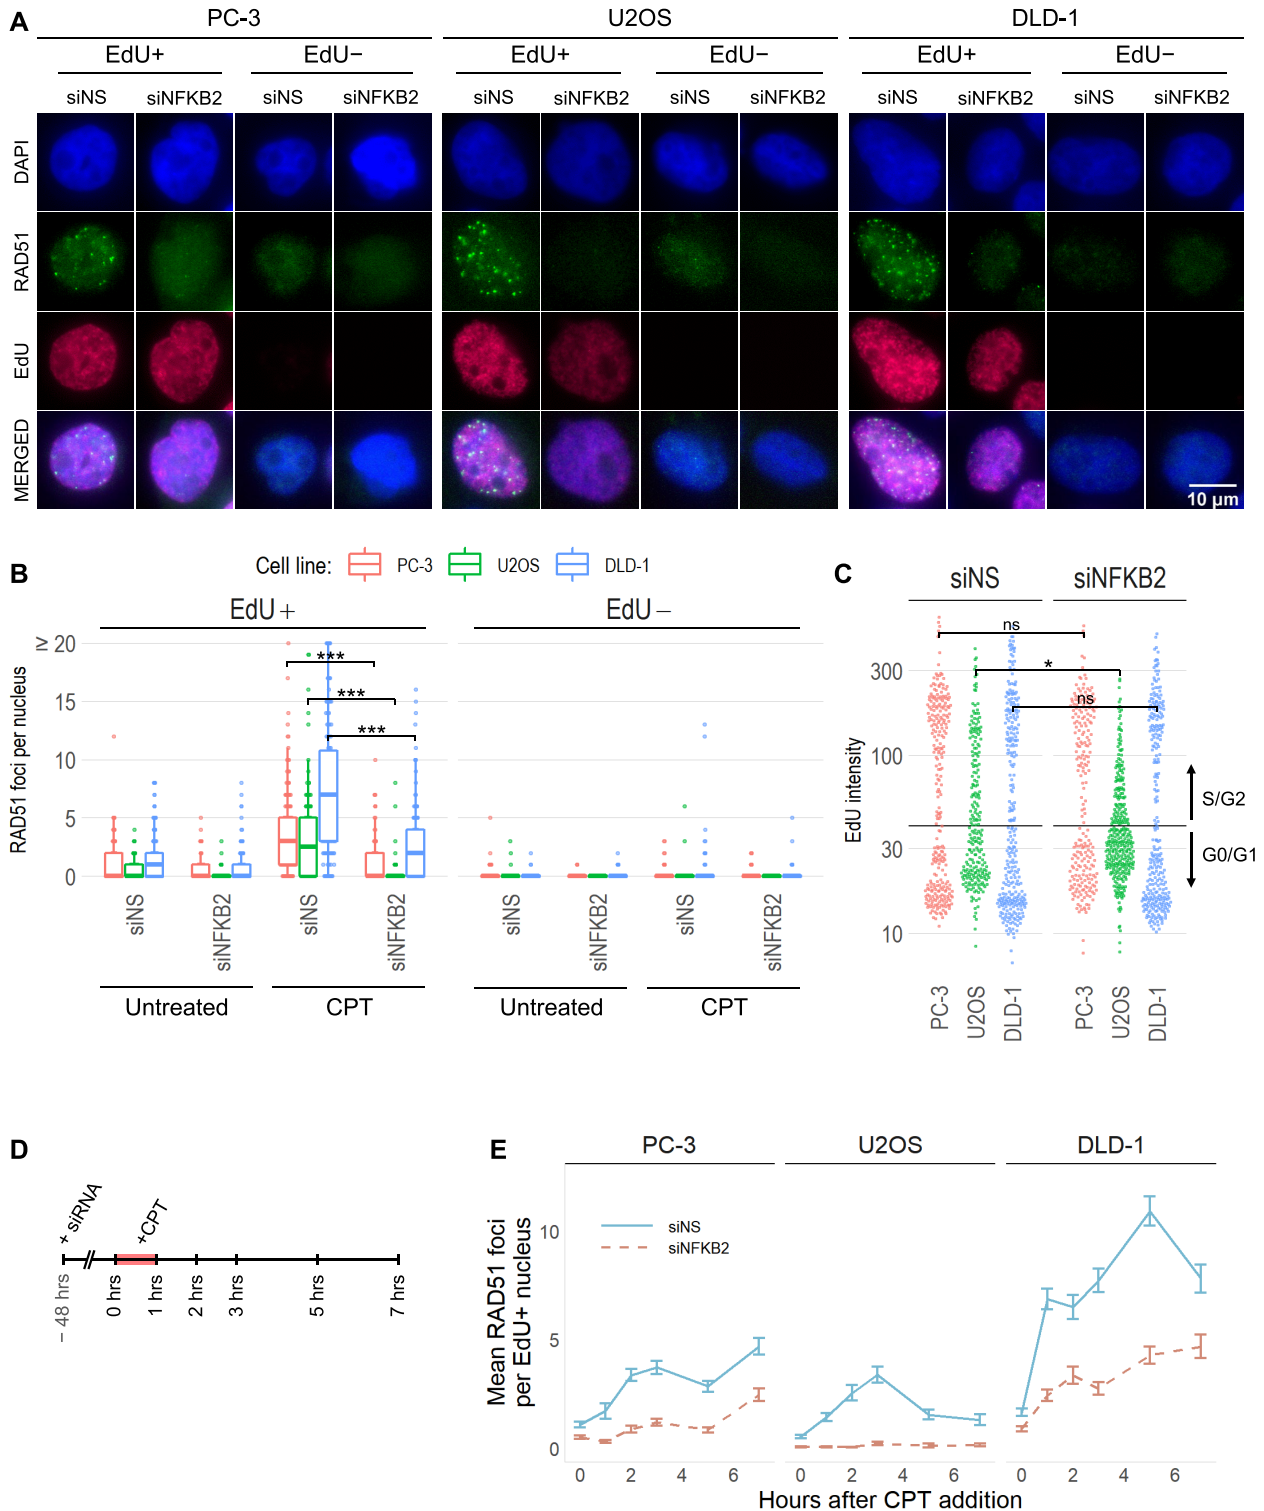 A
PC-3
U2OS
DLD-1
EdU+
EdU−
EdU+
EdU−
EdU+
EdU−
siNS
siNFKB2
siNS
siNFKB2
siNS
siNFKB2
siNS
siNFKB2
siNS
siNFKB2
siNS
siNFKB2
DAPI
RAD51
EdU
MERGED
10 μm
B
Cell line:
PC-3
U2OS
DLD-1
EdU+
EdU−
RAD51 foci per nucleus
≥ 20
15
10
5
0
***
***
***
siNS
siNFKB2
siNS
siNFKB2
siNS
siNFKB2
siNS
siNFKB2
Untreated
CPT
Untreated
CPT
C
siNS
siNFKB2
ns
*
ns
EdU intensity
300
100
30
10
S/G2
G0/G1
PC-3
U2OS
DLD-1
PC-3
U2OS
DLD-1
D
+ siRNA
+CPT
− 48 hrs
0 hrs
1 hrs
2 hrs
3 hrs
5 hrs
7 hrs
E
PC-3
U2OS
DLD-1
Mean RAD51 foci
per EdU+ nucleus
10
5
0
siNS
siNFKB2
0 2 4 6
0 2 4 6
0 2 4 6
Hours after CPT addition